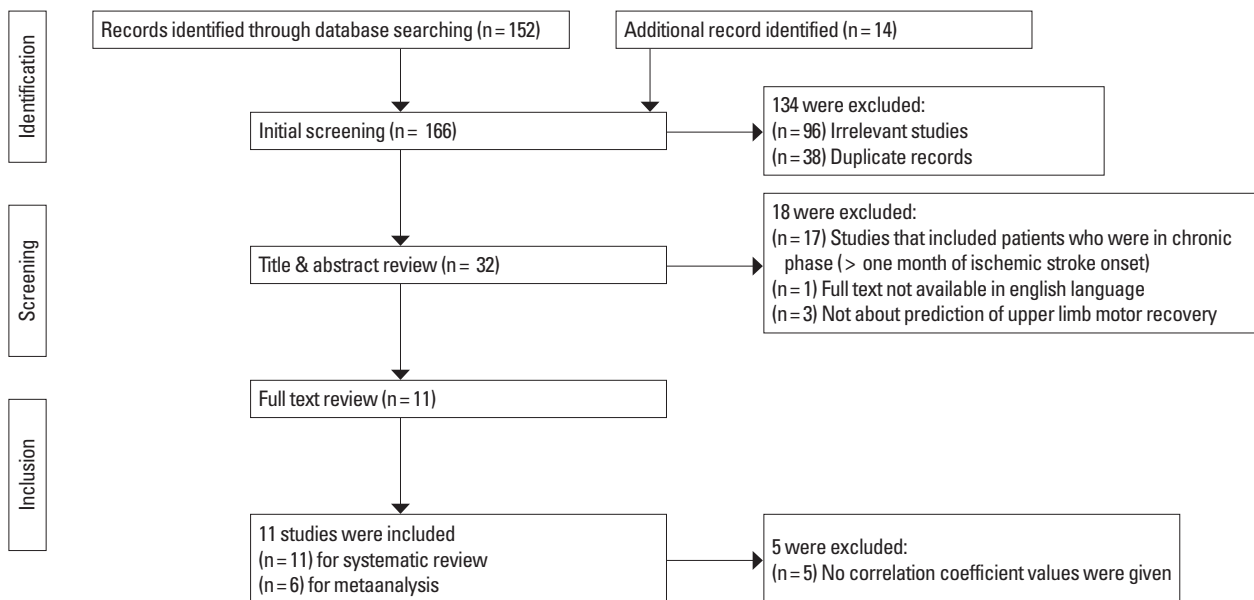 Identification
Records identified through database searching (n = 152)
Additional record identified (n = 14)
Initial screening (n = 166)
134 were excluded:
(n = 96) Irrelevant studies
(n = 38) Duplicate records
Screening
Title & abstract review (n = 32)
18 were excluded:
(n = 17) Studies that included patients who were in chronic
phase (> one month of ischemic stroke onset)
(n = 1) Full text not available in english language
(n = 3) Not about prediction of upper limb motor recovery
Full text review (n = 11)
Inclusion
11 studies were included
(n = 11) for systematic review
(n = 6) for metaanalysis
5 were excluded:
(n = 5) No correlation coefficient values were given